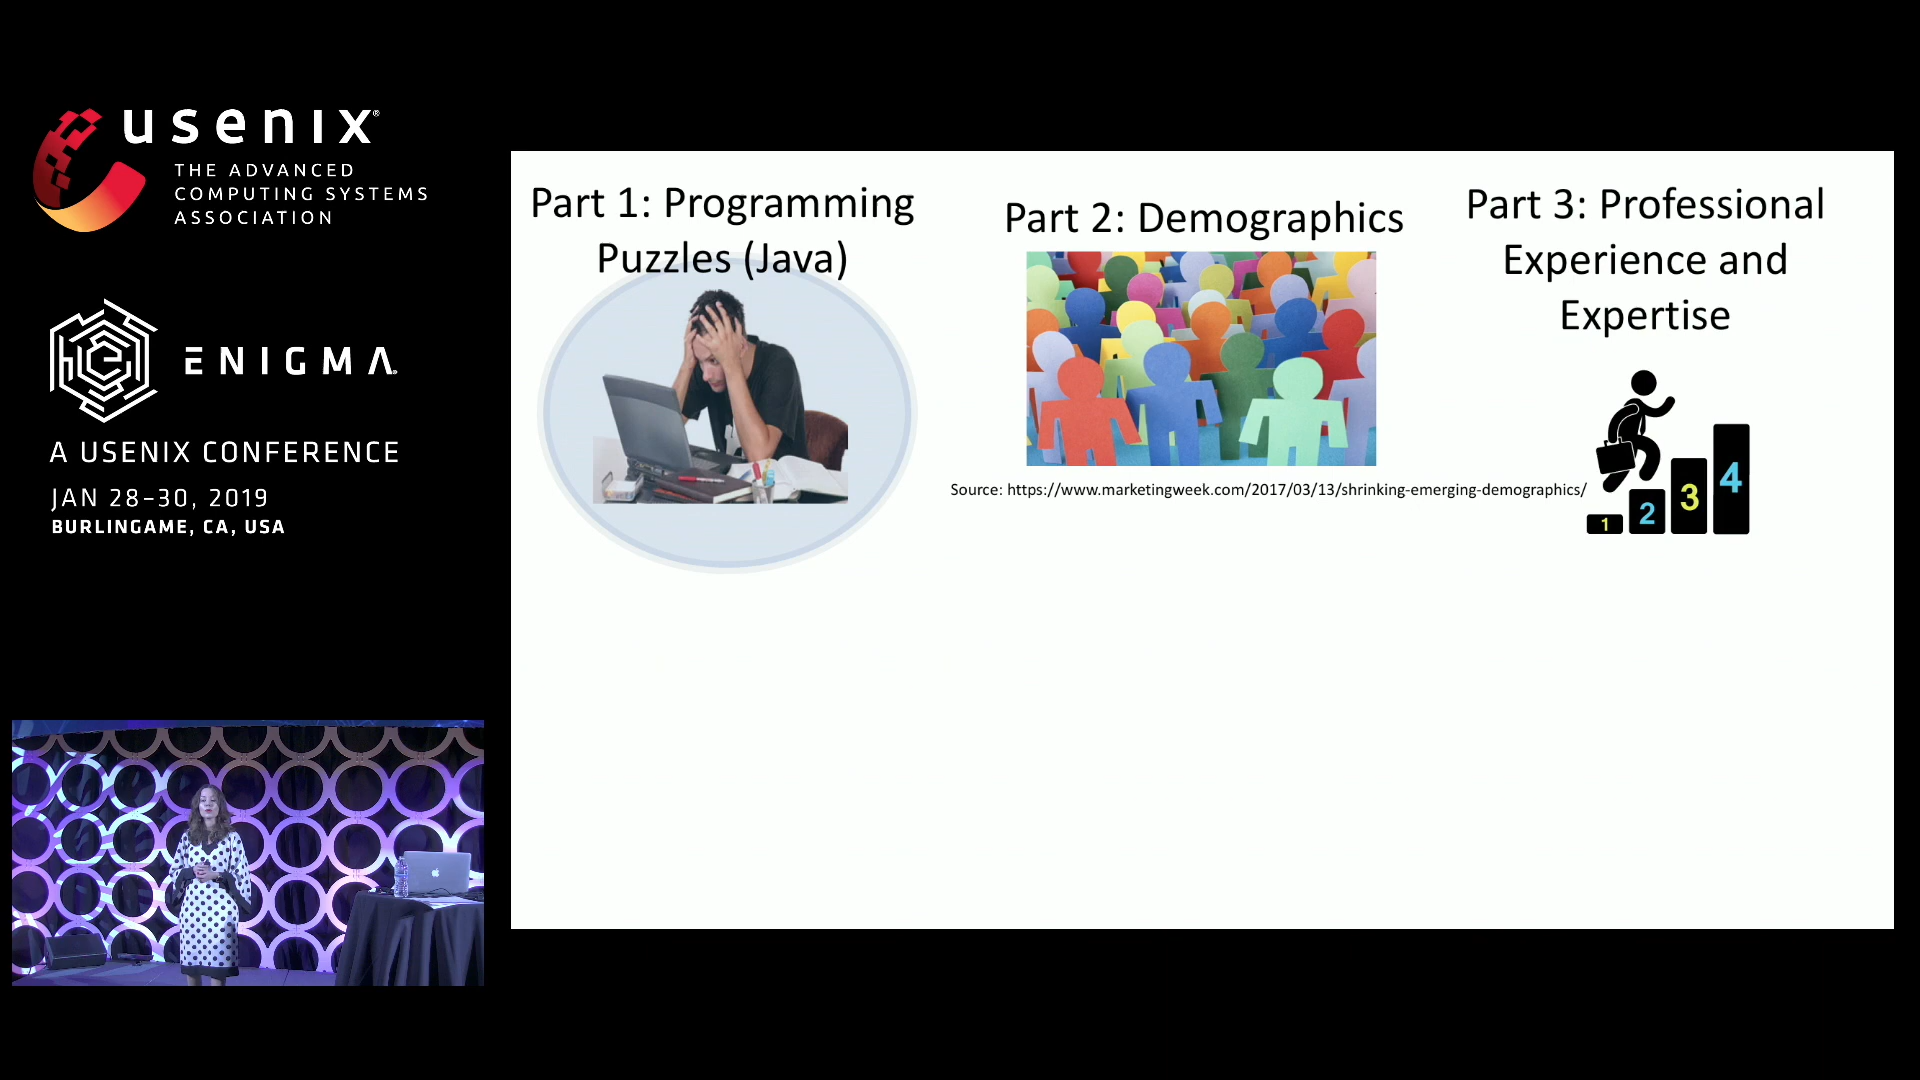 usenix®
THE ADVANCED
COMPUTING SYSTEMS
ASSOCIATION
ENIGMA®
A USENIX CONFERENCE
JAN 28–30, 2019
BURLINGAME, CA, USA
Part 1: Programming
Puzzles (Java)
Part 2: Demographics
Source: https://www.marketingweek.com/2017/03/13/shrinking-emerging-demographics/
Part 3: Professional
Experience and
Expertise
1
2
3
4